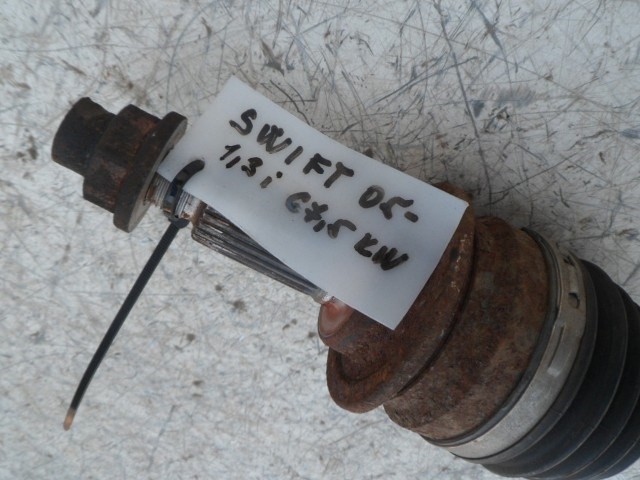 SWIFT 05-
1,3i 67,5 KW